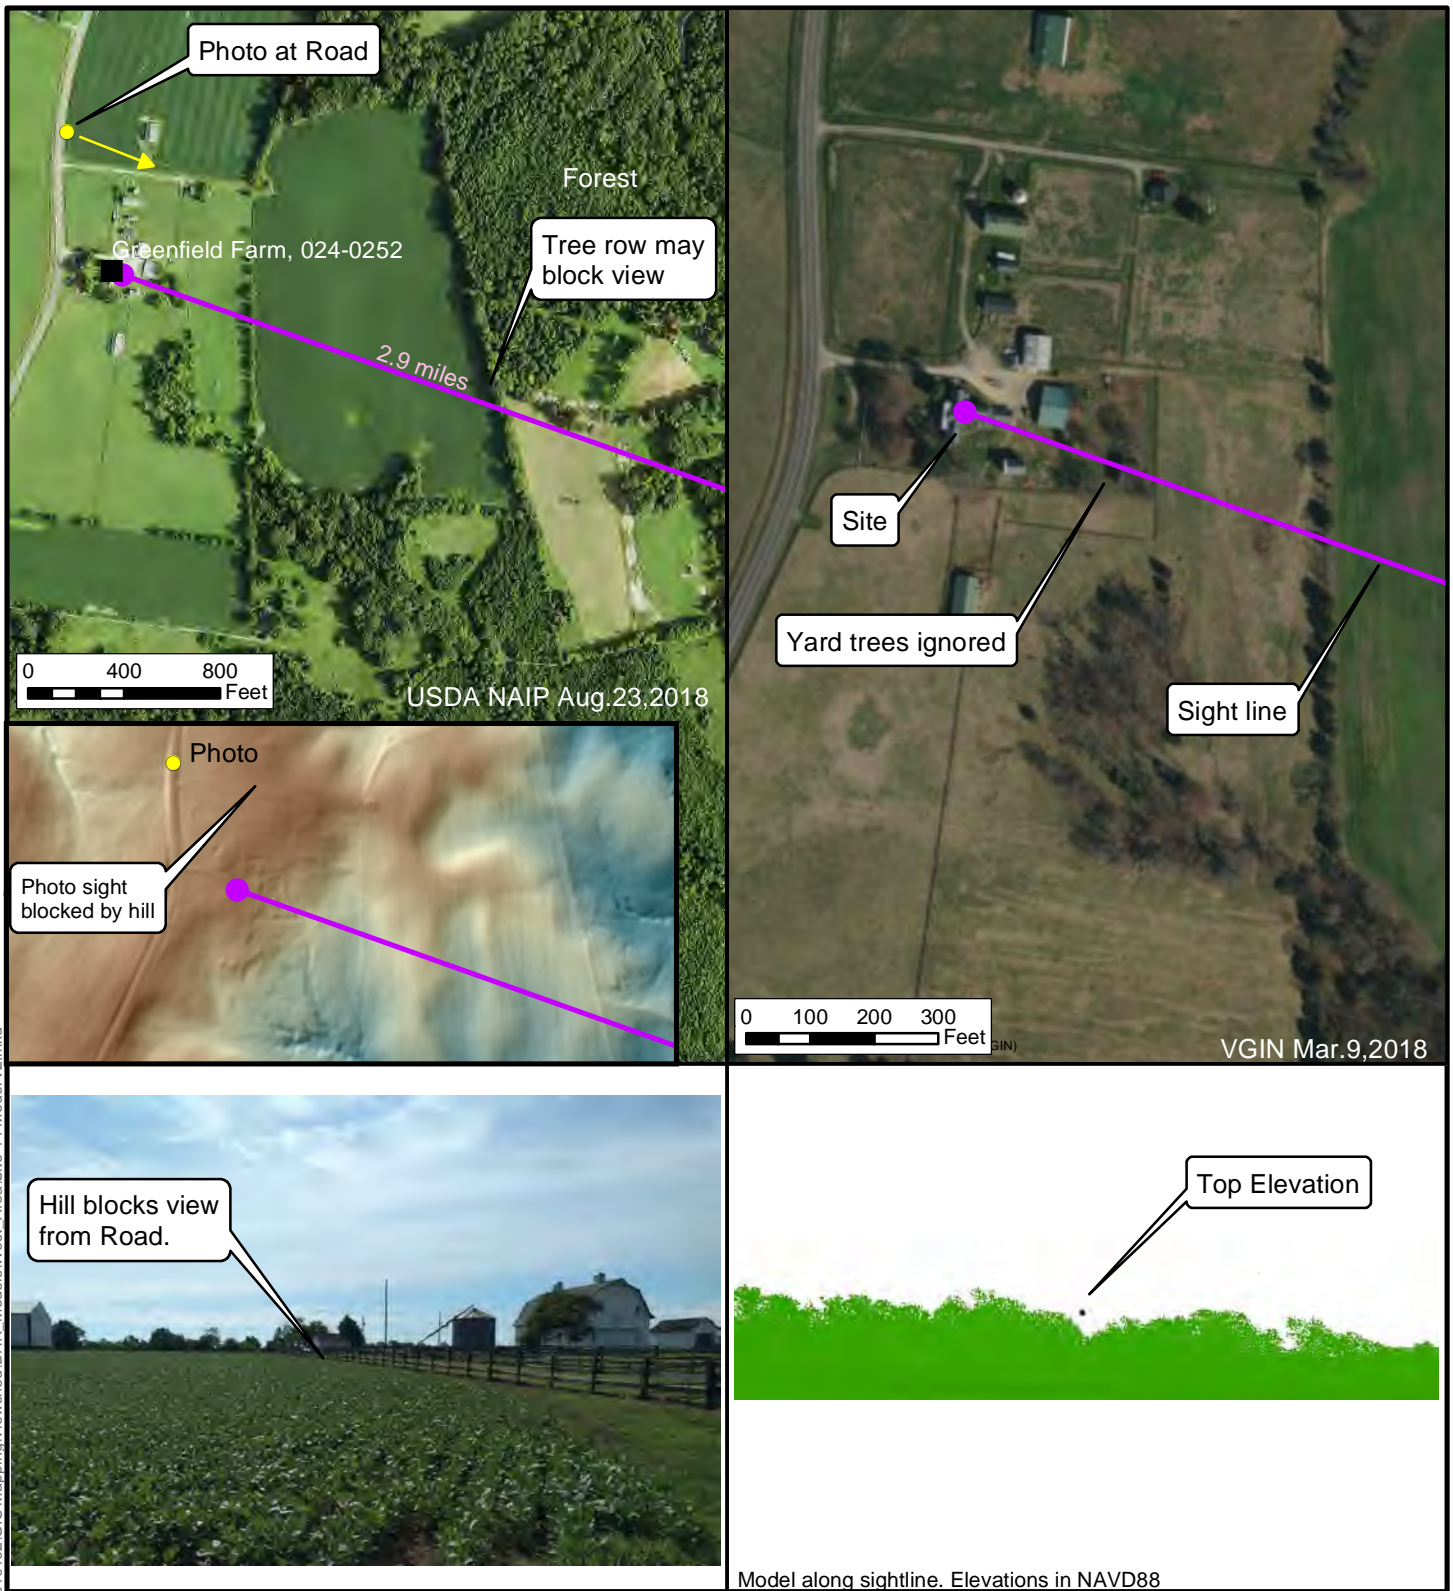 Photo at Road
Forest
Greenfield Farm, 024-0252
Tree row may
block view
2.9 miles
0 400 800
Feet
USDA NAIP Aug.23,2018
Site
Yard trees ignored
Sight line
0 100 200 300
Feet
GIN)
VGIN Mar.9,2018
Photo
Photo sight
blocked by hill
Hill blocks view
from Road.
Top Elevation
Model along sightline. Elevations in NAVD88